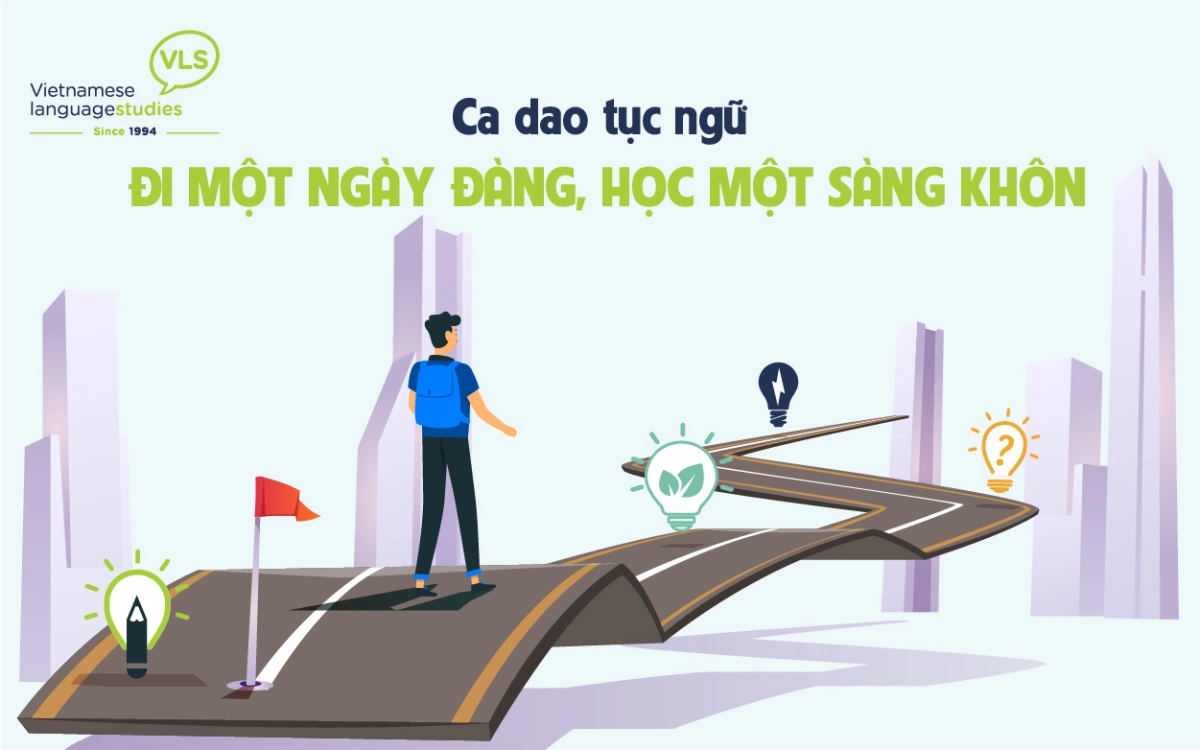 VLS
Vietnamese
languagestudies
Since 1994
Ca dao tục ngữ
ĐI MỘT NGÀY ĐÀNG, HỌC MỘT SÀNG KHÔN
?